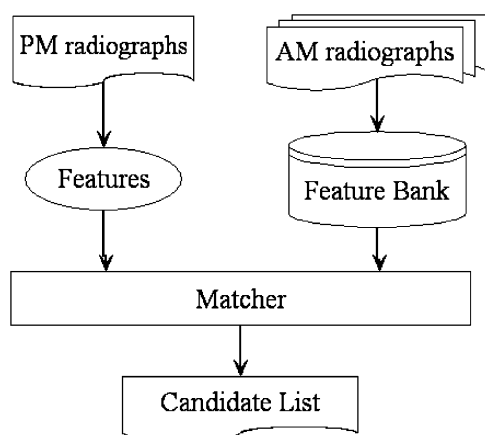 PM radiographs
AM radiographs
Features
Feature Bank
Matcher
Candidate List